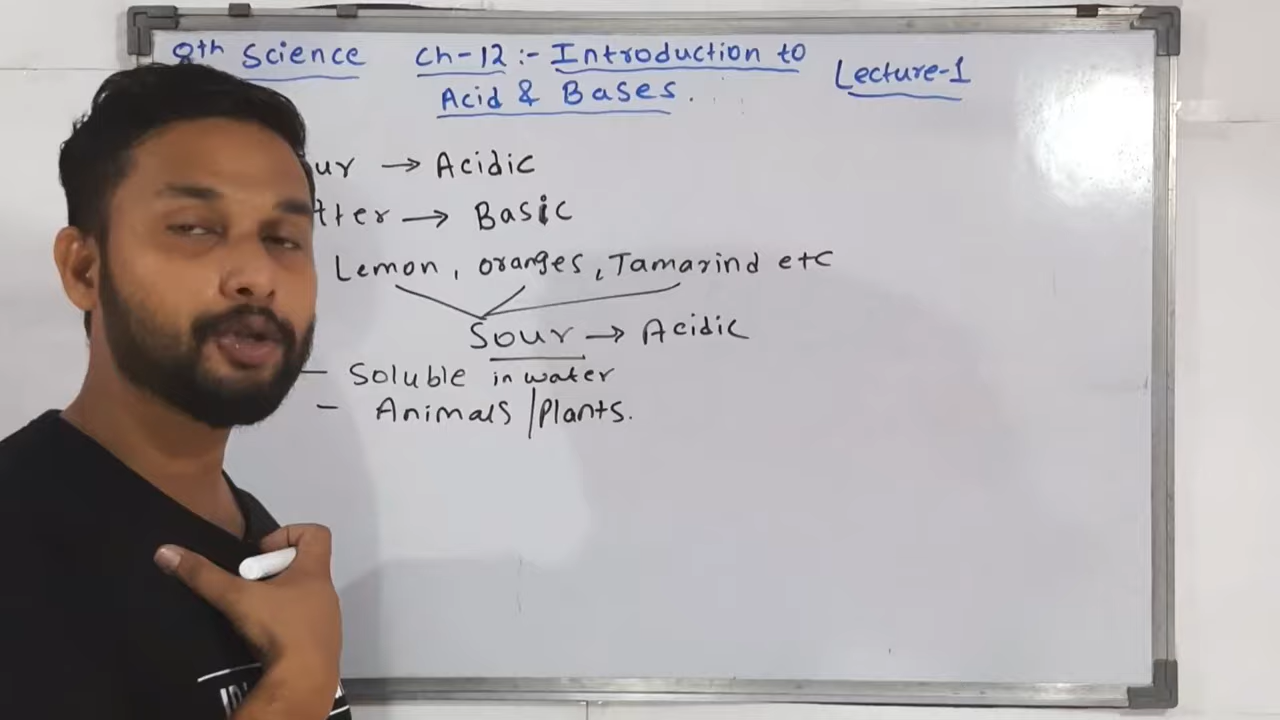 8th Science Ch-12 :- Introduction to Lecture-1
Acid & Bases.
ur → Acidic
tter → Basic
Lemon, oranges, Tamarind etc
Sour → Acidic
- Soluble in water
- Animals / Plants.